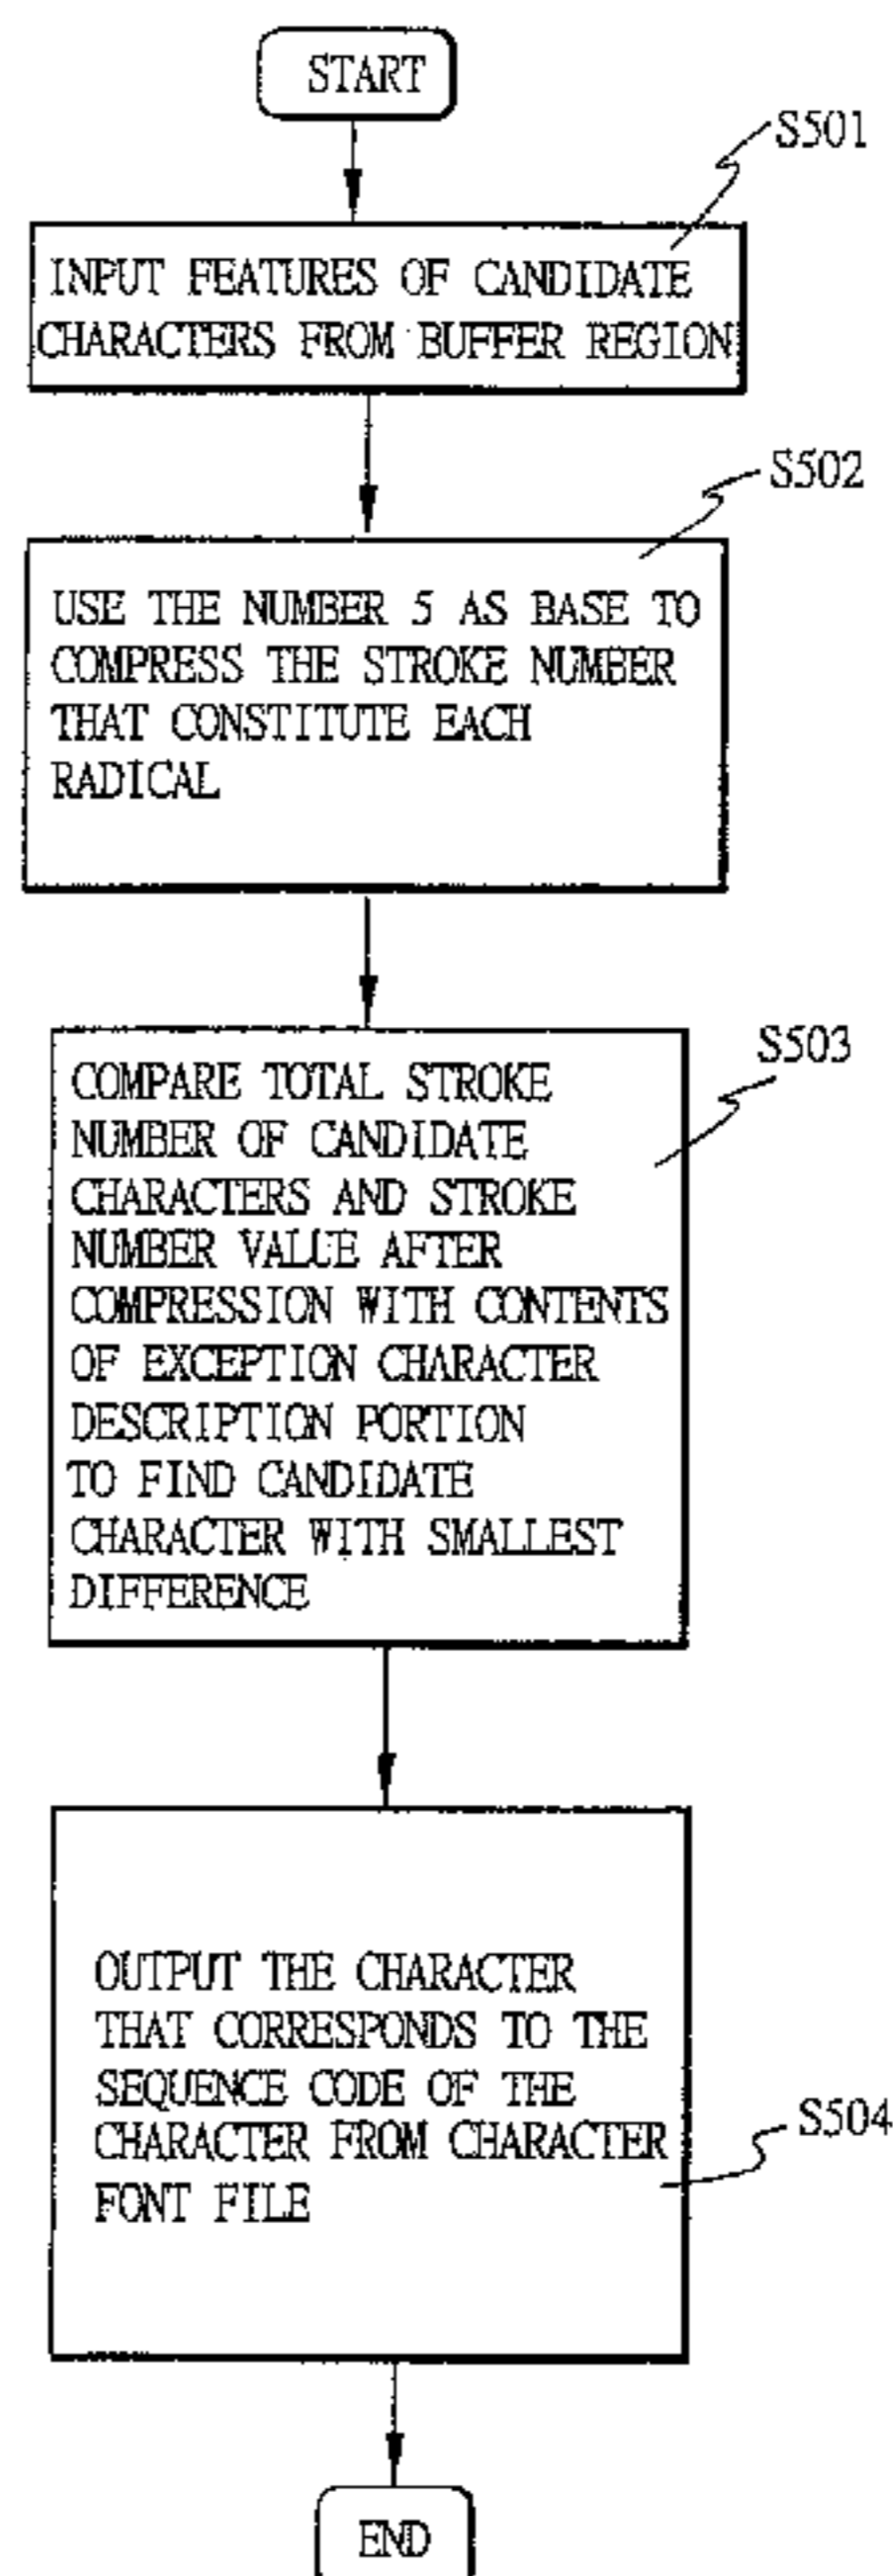 START
S501
INPUT FEATURES OF CANDIDATE
CHARACTERS FROM BUFFER REGION
S502
USE THE NUMBER 5 AS BASE TO
COMPRESS THE STROKE NUMBER
THAT CONSTITUTE EACH
RADICAL
S503
COMPARE TOTAL STROKE
NUMBER OF CANDIDATE
CHARACTERS AND STROKE
NUMBER VALUE AFTER
COMPRESSION WITH CONTENTS
OF EXCEPTION CHARACTER
DESCRIPTION PORTION
TO FIND CANDIDATE
CHARACTER WITH SMALLEST
DIFFERENCE
OUTPUT THE CHARACTER
THAT CORRESPONDS TO THE
SEQUENCE CODE OF THE
CHARACTER FROM CHARACTER
FONT FILE
S504
END